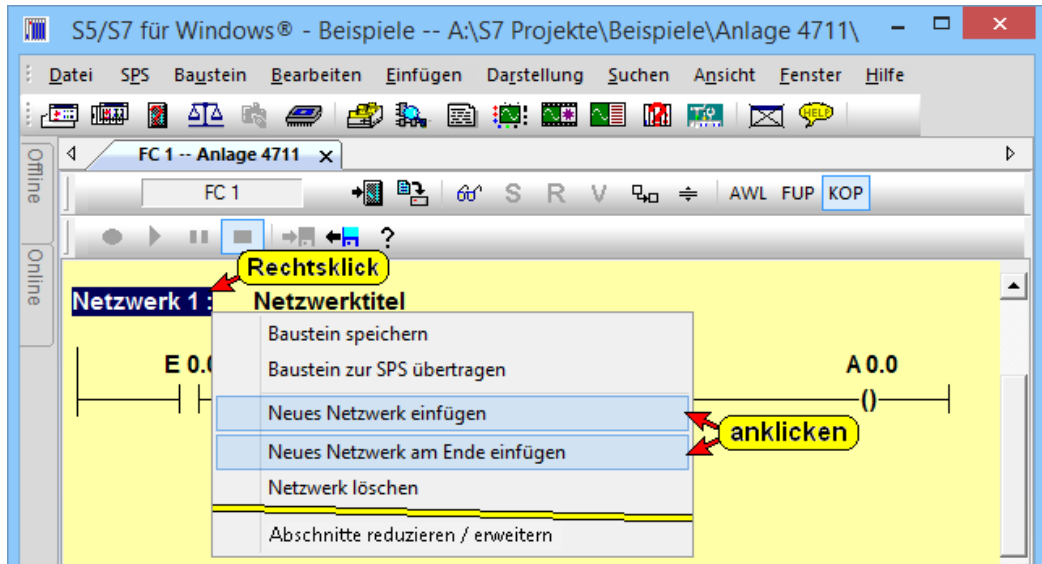 S5/S7 für Windows® - Beispiele -- A:\S7 Projekte\Beispiele\Anlage 4711\
Datei SPS Baustein Bearbeiten Einfügen Darstellung Suchen Ansicht Fenster Hilfe
HELP
Offline
FC 1 -- Anlage 4711 x
FC 1 S R V AWL FUP KOP
?
Online
Rechtsklick
Netzwerk 1 : Netzwerktitel
Baustein speichern
E 0.0 Baustein zur SPS übertragen A 0.0
Neues Netzwerk einfügen ()
anklicken
Neues Netzwerk am Ende einfügen
Netzwerk löschen
Abschnitte reduzieren / erweitern